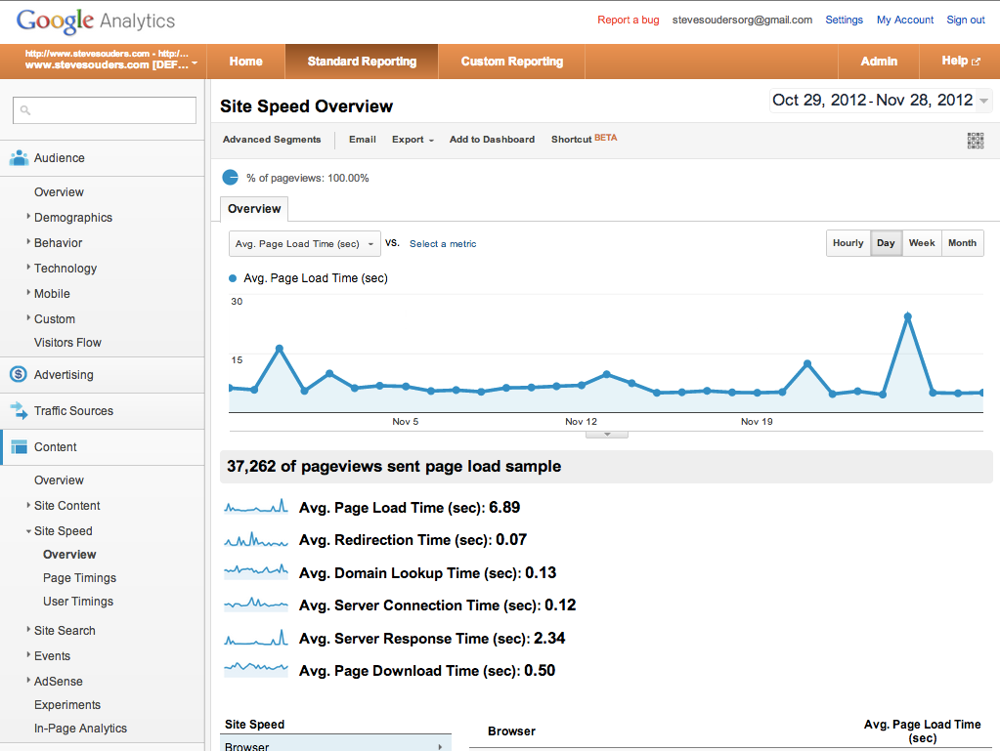 Google Analytics
Report a bug stevesoudersorg@gmail.com Settings My Account Sign out
http://www.stevesouders.com - http:/...
www.stevesouders.com [DEF...
Home Standard Reporting Custom Reporting Admin Help
Site Speed Overview
Oct 29, 2012 - Nov 28, 2012
Advanced Segments Email Export Add to Dashboard Shortcut BETA
% of pageviews: 100.00%
Overview
Avg. Page Load Time (sec) VS. Select a metric
Hourly Day Week Month
Avg. Page Load Time (sec)
30
15
Nov 5 Nov 12 Nov 19
37,262 of pageviews sent page load sample
Avg. Page Load Time (sec): 6.89
Avg. Redirection Time (sec): 0.07
Avg. Domain Lookup Time (sec): 0.13
Avg. Server Connection Time (sec): 0.12
Avg. Server Response Time (sec): 2.34
Avg. Page Download Time (sec): 0.50
Site Speed
Browser
Browser
Avg. Page Load Time
(sec)
Audience
Overview
Demographics
Behavior
Technology
Mobile
Custom
Visitors Flow
Advertising
Traffic Sources
Content
Overview
Site Content
Site Speed
Overview
Page Timings
User Timings
Site Search
Events
AdSense
Experiments
In-Page Analytics